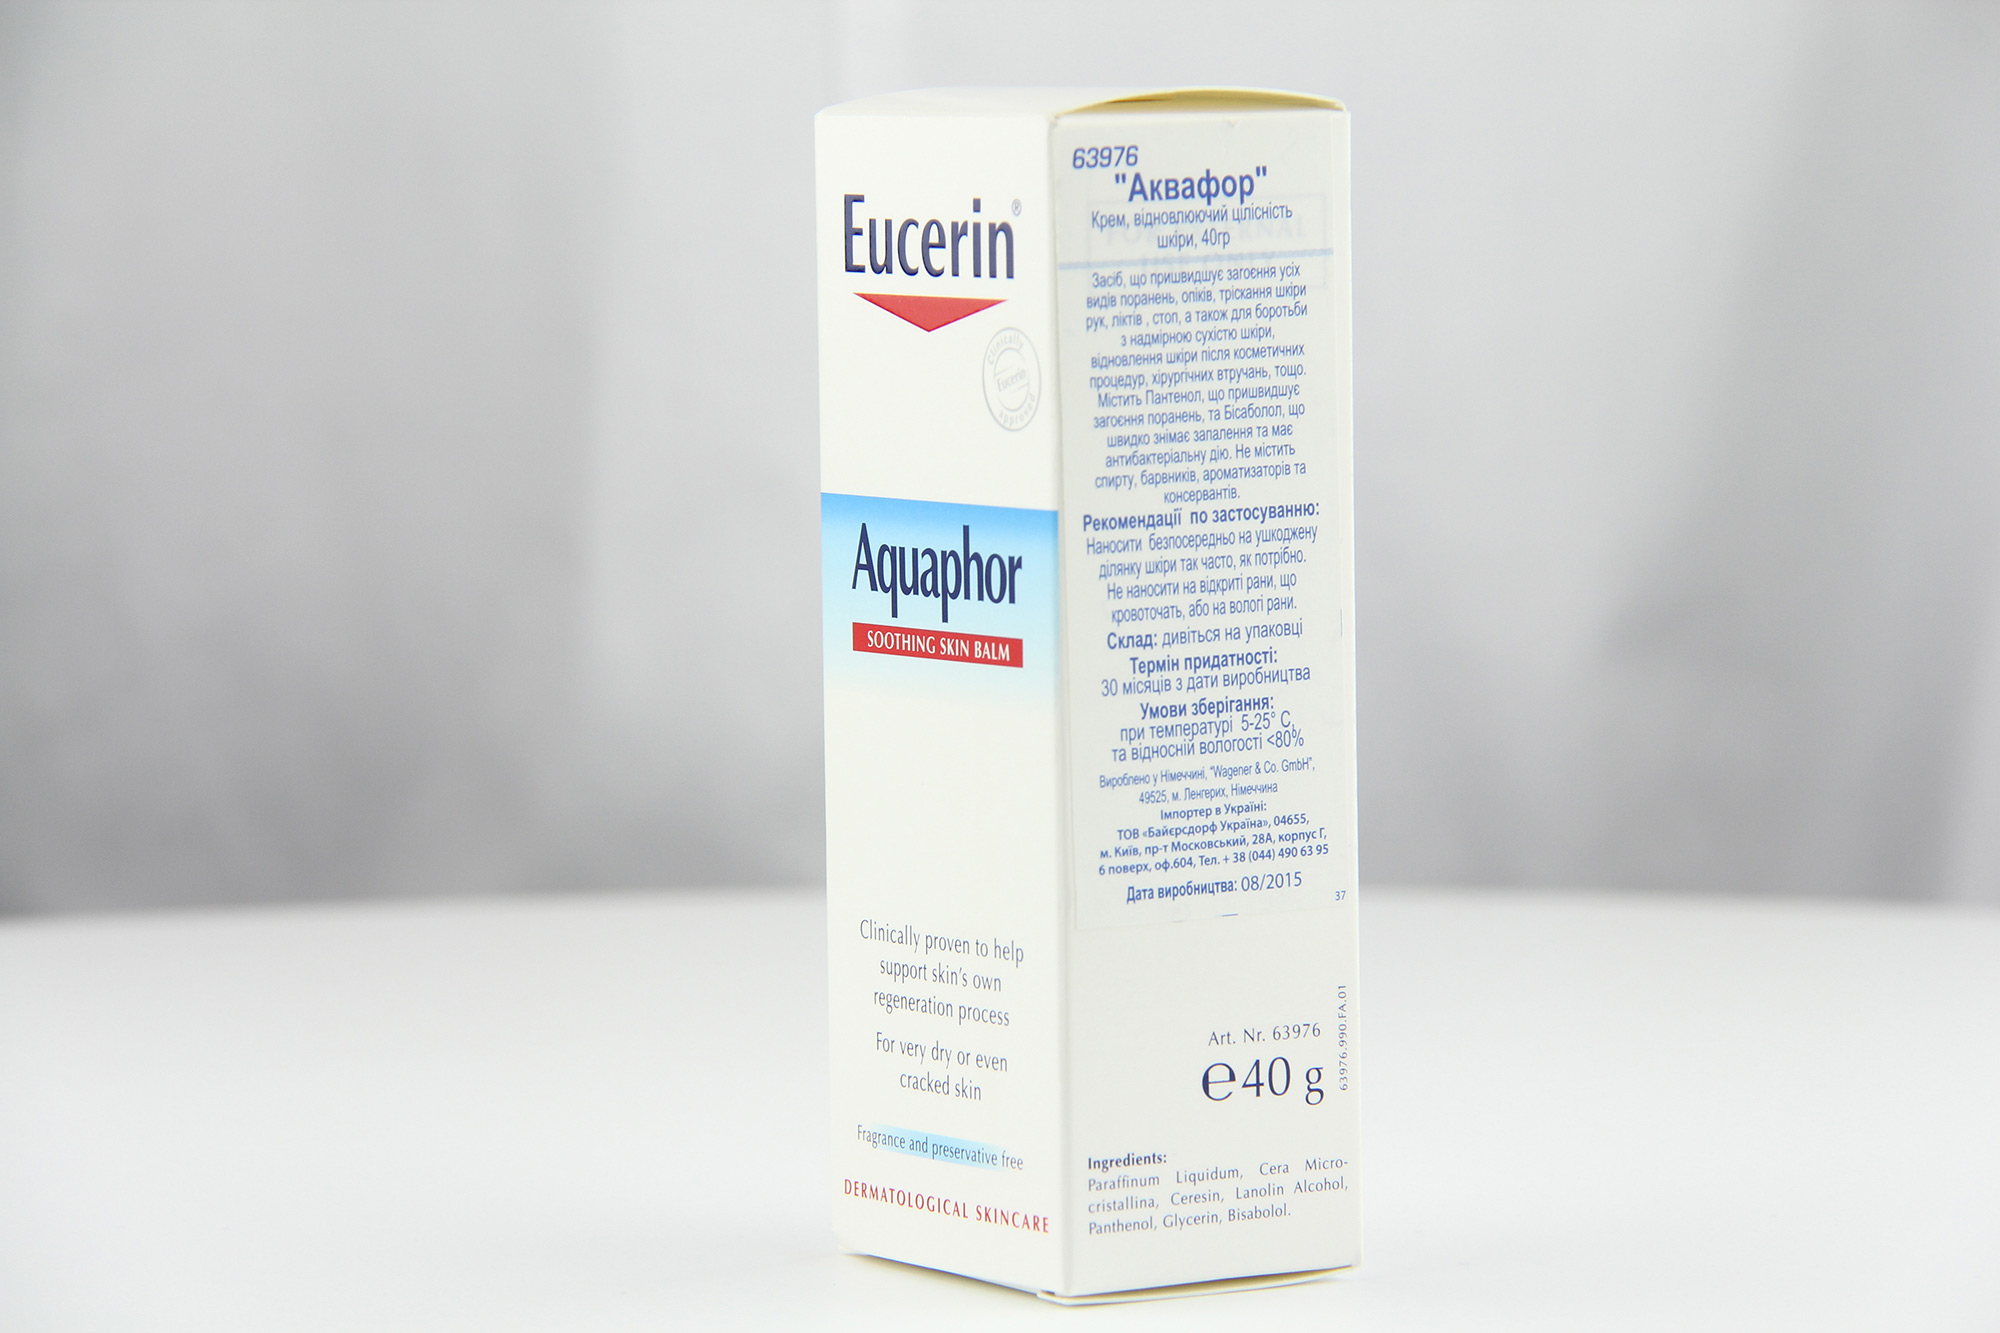 Eucerin®
Clinically
Eucerin
approved
Aquaphor
SOOTHING SKIN BALM
Clinically proven to help
support skin's own
regeneration process
For very dry or even
cracked skin
Fragrance and preservative free
DERMATOLOGICAL SKINCARE
63976
"Аквафор"
Крем, відновлюючий цілісність
шкіри, 40гр
Засіб, що пришвидшує загоєння усіх
видів поранень, опіків, тріскання шкіри
рук, ліктів , стоп, а також для боротьби
з надмірною сухістю шкіри,
відновлення шкіри після косметичних
процедур, хірургічних втручань, тощо.
Містить Пантенол, що пришвидшує
загоєння поранень, та Бісаболол, що
швидко знімає запалення та має
антибактеріальну дію. Не містить
спирту, барвників, ароматизаторів та
консервантів.
Рекомендації по застосуванню:
Наносити безпосередньо на ушкоджену
ділянку шкіри так часто, як потрібно.
Не наносити на відкриті рани, що
кровоточать, або на вологі рани.
Склад: дивіться на упаковці
Термін придатності:
30 місяців з дати виробництва
Умови зберігання:
при температурі 5-25° С,
та відносній вологості <80%
Вироблено у Німеччині, "Wagener & Co. GmbH",
49525, м. Ленгерих, Німеччина
Імпортер в Україні:
ТОВ «Байєрсдорф Україна», 04655,
м. Київ, пр-т Московський, 28А, корпус Г,
6 поверх, оф.604, Тел. + 38 (044) 490 63 95
Дата виробництва: 08/2015
37
Art. Nr. 63976
℮40 g
63976.990.FA.01
Ingredients:
Paraffinum Liquidum, Cera Micro-
cristallina, Ceresin, Lanolin Alcohol,
Panthenol, Glycerin, Bisabolol.